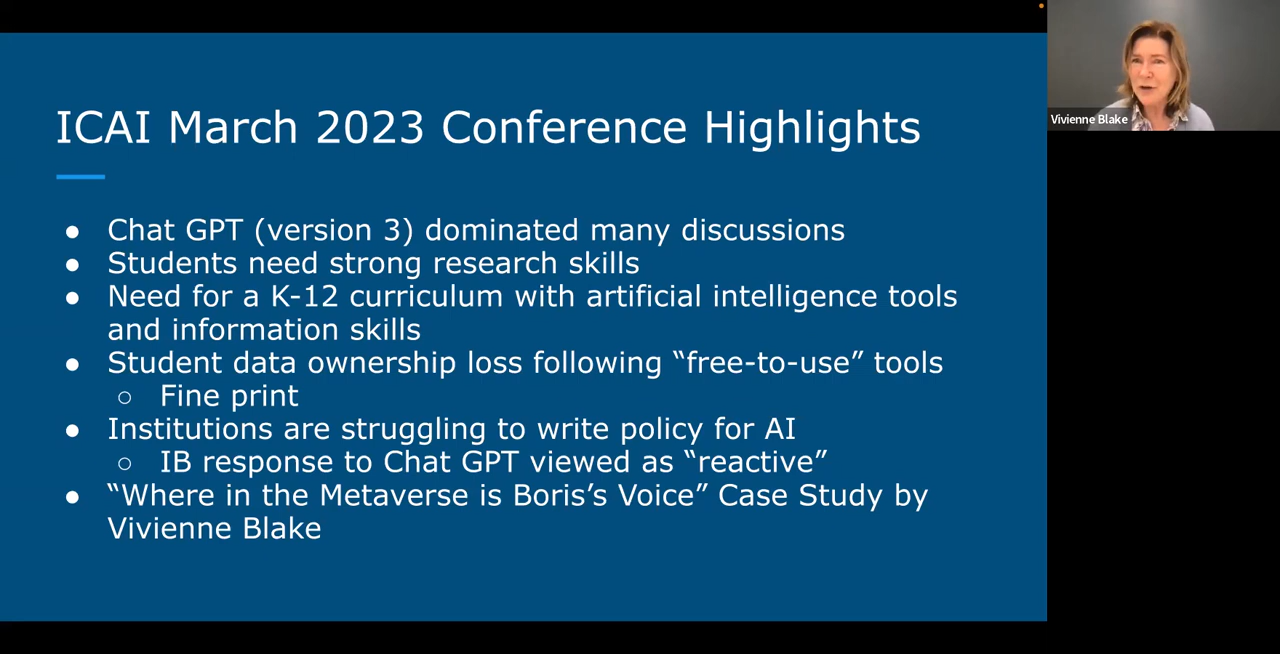 ICAI March 2023 Conference Highlights
● Chat GPT (version 3) dominated many discussions
● Students need strong research skills
● Need for a K-12 curriculum with artificial intelligence tools
and information skills
● Student data ownership loss following “free-to-use” tools
○ Fine print
● Institutions are struggling to write policy for AI
○ IB response to Chat GPT viewed as “reactive”
● “Where in the Metaverse is Boris’s Voice” Case Study by
Vivienne Blake
Vivienne Blake